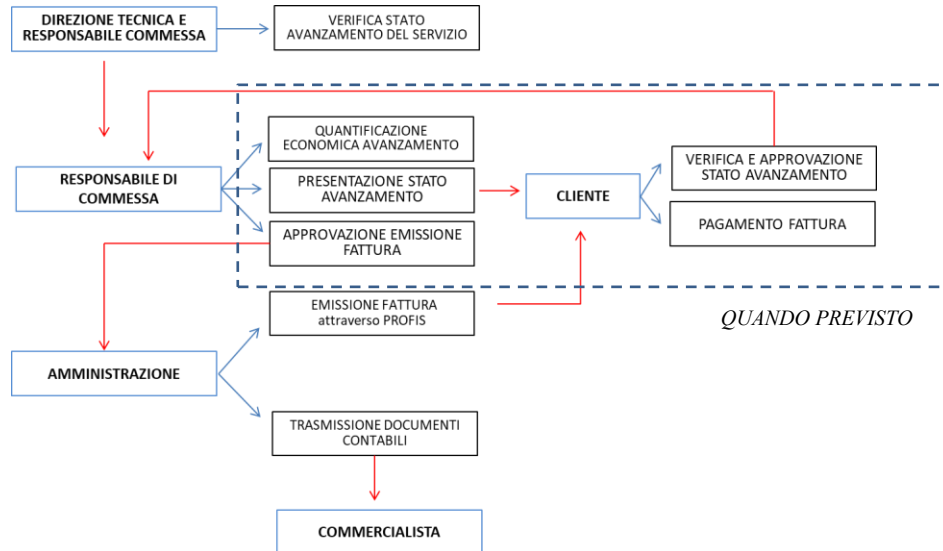 DIREZIONE TECNICA E
RESPONSABILE COMMESSA
VERIFICA STATO
AVANZAMENTO DEL SERVIZIO
QUANTIFICAZIONE
ECONOMICA AVANZAMENTO
RESPONSABILE DI
COMMESSA
PRESENTAZIONE STATO
AVANZAMENTO
APPROVAZIONE EMISSIONE
FATTURA
CLIENTE
VERIFICA E APPROVAZIONE
STATO AVANZAMENTO
PAGAMENTO FATTURA
EMISSIONE FATTURA
attraverso PROFIS
QUANDO PREVISTO
AMMINISTRAZIONE
TRASMISSIONE DOCUMENTI
CONTABILI
COMMERCIALISTA